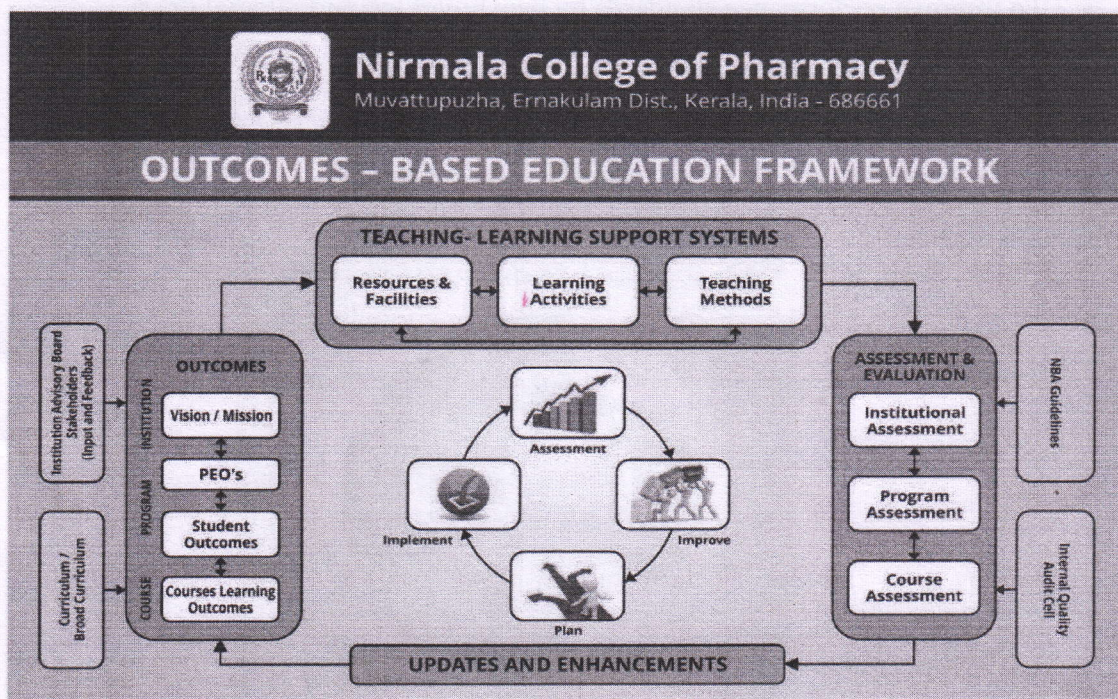 Nirmala College of Pharmacy
Muvattupuzha, Ernakulam Dist., Kerala, India - 686661
OUTCOMES – BASED EDUCATION FRAMEWORK
TEACHING- LEARNING SUPPORT SYSTEMS
Resources &
Facilities
Learning
Activities
Teaching
Methods
Institution Advisory Board
Stakeholders
(Input and Feedback)
Curriculum /
Broad Curriculum
OUTCOMES
INSTITUTION
Vision / Mission
PEO's
PROGRAM
Student
Outcomes
COURSE
Courses Learning
Outcomes
Assessment
Implement
Improve
Plan
ASSESSMENT &
EVALUATION
Institutional
Assessment
Program
Assessment
Course
Assessment
NBA Guidelines
Internal Quality
Audit Cell
UPDATES AND ENHANCEMENTS